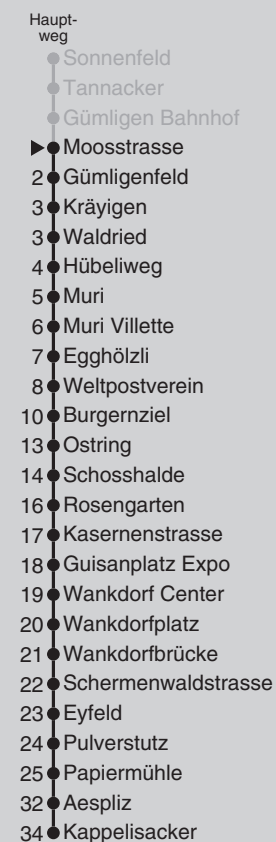 Haupt-
weg
Sonnenfeld
Tannacker
Gümligen Bahnhof
Moosstrasse
2 Gümligenfeld
3 Kräyigen
3 Waldried
4 Hübeliweg
5 Muri
6 Muri Villette
7 Egghölzli
8 Weltpostverein
10 Burgernziel
13 Ostring
14 Schosshalde
16 Rosengarten
17 Kasernenstrasse
18 Guisanplatz Expo
19 Wankdorf Center
20 Wankdorfplatz
21 Wankdorfbrücke
22 Schermenwaldstrasse
23 Eyfeld
24 Pulverstutz
25 Papiermühle
32 Aespliz
34 Kappelisacker